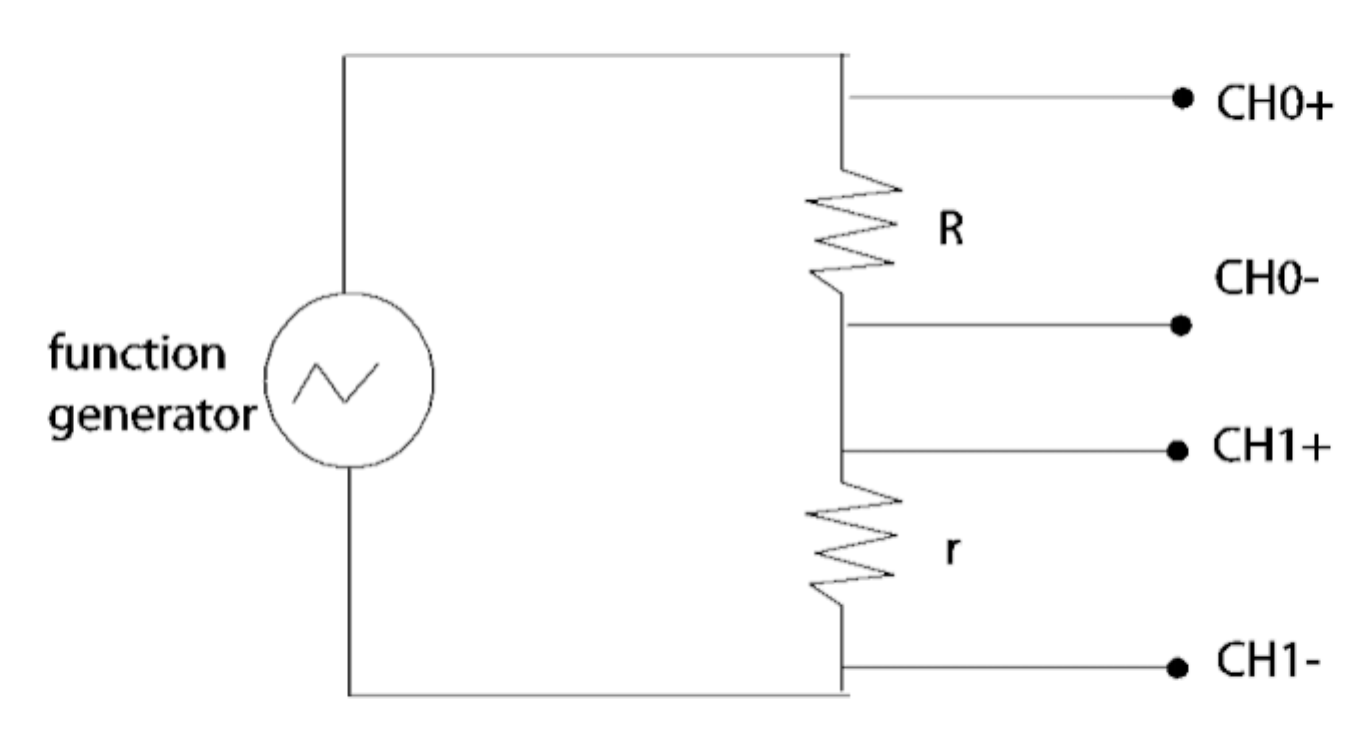 CH0+
R
CH0-
function
generator
CH1+
r
CH1-